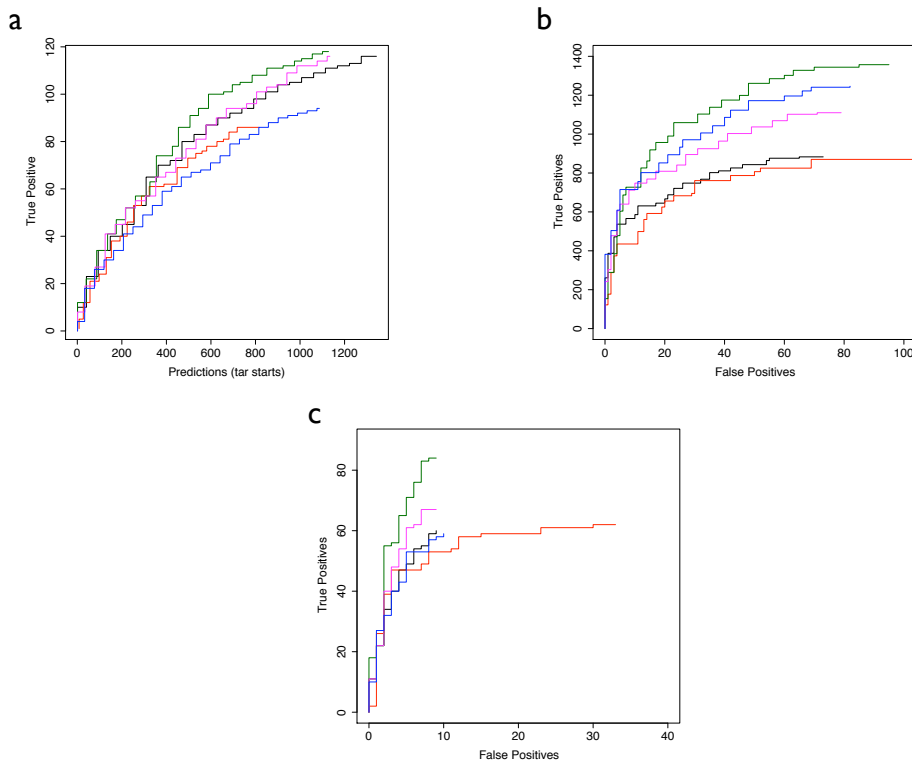 a
True Positive
0
20
40
60
80
100
120
0 200 400 600 800 1000 1200
Predictions (tar starts)
b
True Positives
0
200
400
600
800
1000
1200
1400
0 20 40 60 80 100
False Positives
c
True Positives
0
20
40
60
80
0 10 20 30 40
False Positives